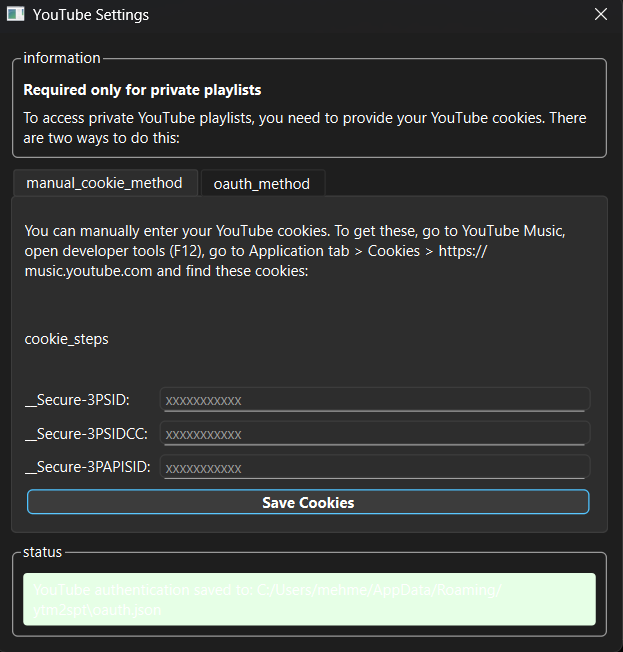 YouTube Settings
information
Required only for private playlists
To access private YouTube playlists, you need to provide your YouTube cookies. There
are two ways to do this:
manual_cookie_method
oauth_method
You can manually enter your YouTube cookies. To get these, go to YouTube Music,
open developer tools (F12), go to Application tab > Cookies > https://
music.youtube.com and find these cookies:
cookie_steps
__Secure-3PSID:
xxxxxxxxxxx
__Secure-3PSIDCC:
xxxxxxxxxxx
__Secure-3PAPISID:
xxxxxxxxxxx
Save Cookies
status
YouTube authentication saved to: C:/Users/mehme/AppData/Roaming/
ytm2spt\oauth.json